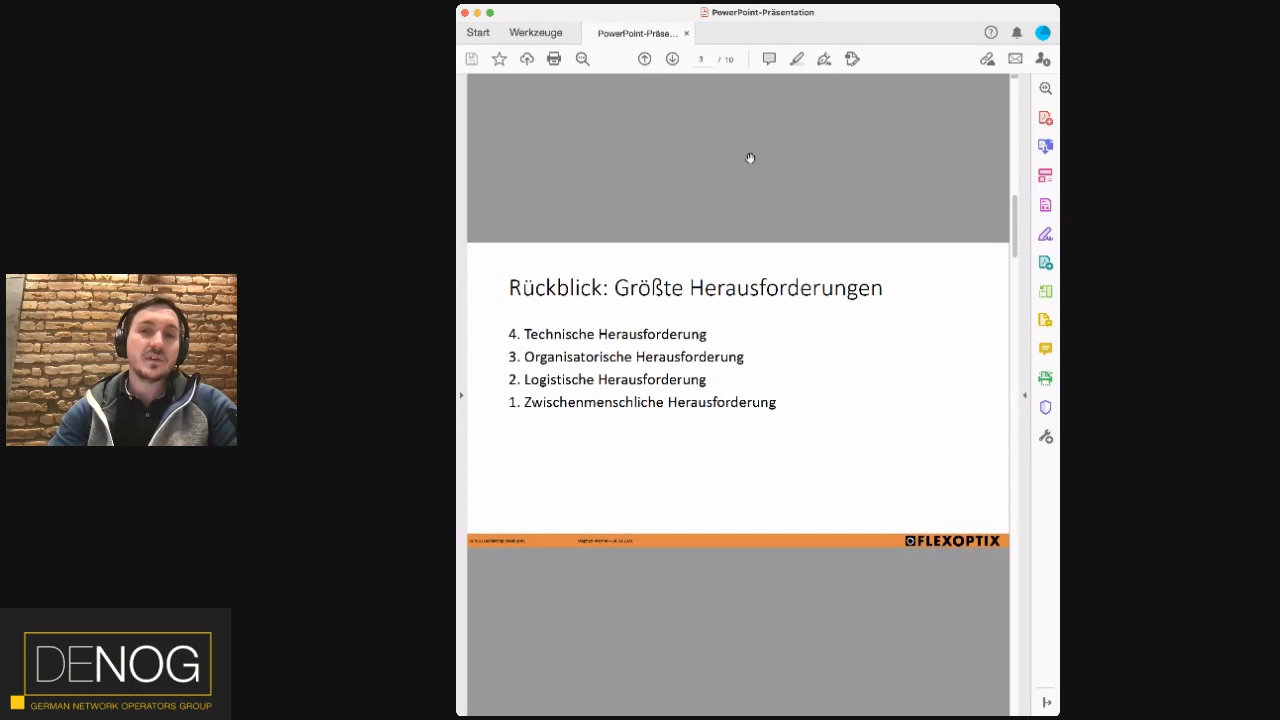 PowerPoint-Präsentation
Start
Werkzeuge
PowerPoint-Präse...
3 / 10
Rückblick: Größte Herausforderungen
4. Technische Herausforderung
3. Organisatorische Herausforderung
2. Logistische Herausforderung
1. Zwischenmenschliche Herausforderung
FLEXOPTIX
DENOG
GERMAN NETWORK OPERATORS GROUP